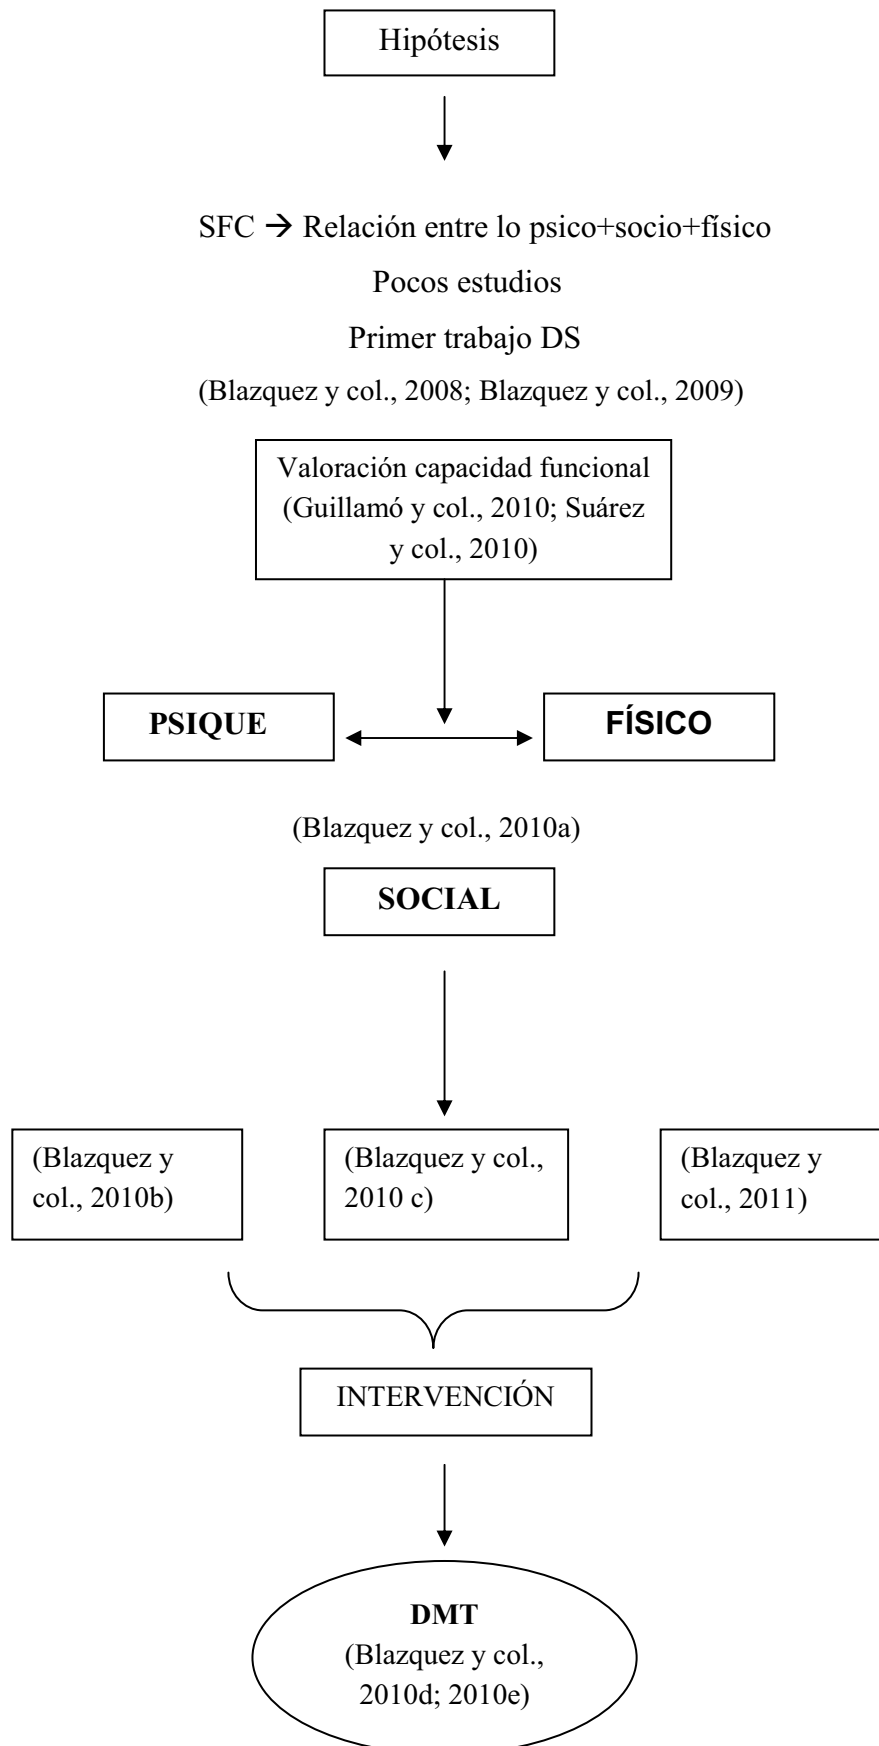 Hipótesis
SFC → Relación entre lo psico+socio+físico
Pocos estudios
Primer trabajo DS
(Blazquez y col., 2008; Blazquez y col., 2009)
Valoración capacidad funcional
(Guillamó y col., 2010; Suárez
y col., 2010)
PSIQUE
FÍSICO
(Blazquez y col., 2010a)
SOCIAL
(Blazquez y
col., 2010b)
(Blazquez y col.,
2010 c)
(Blazquez y
col., 2011)
INTERVENCIÓN
DMT
(Blazquez y col.,
2010d; 2010e)